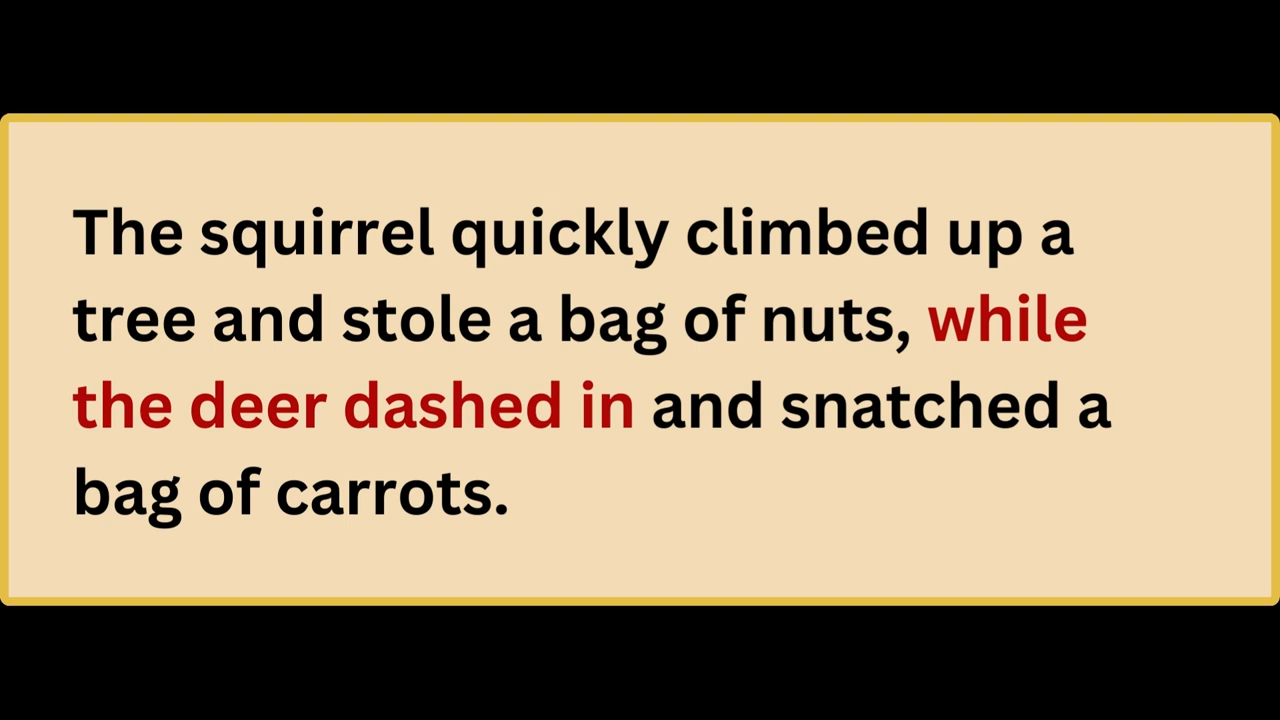 The squirrel quickly climbed up a
tree and stole a bag of nuts, while
the deer dashed in and snatched a
bag of carrots.